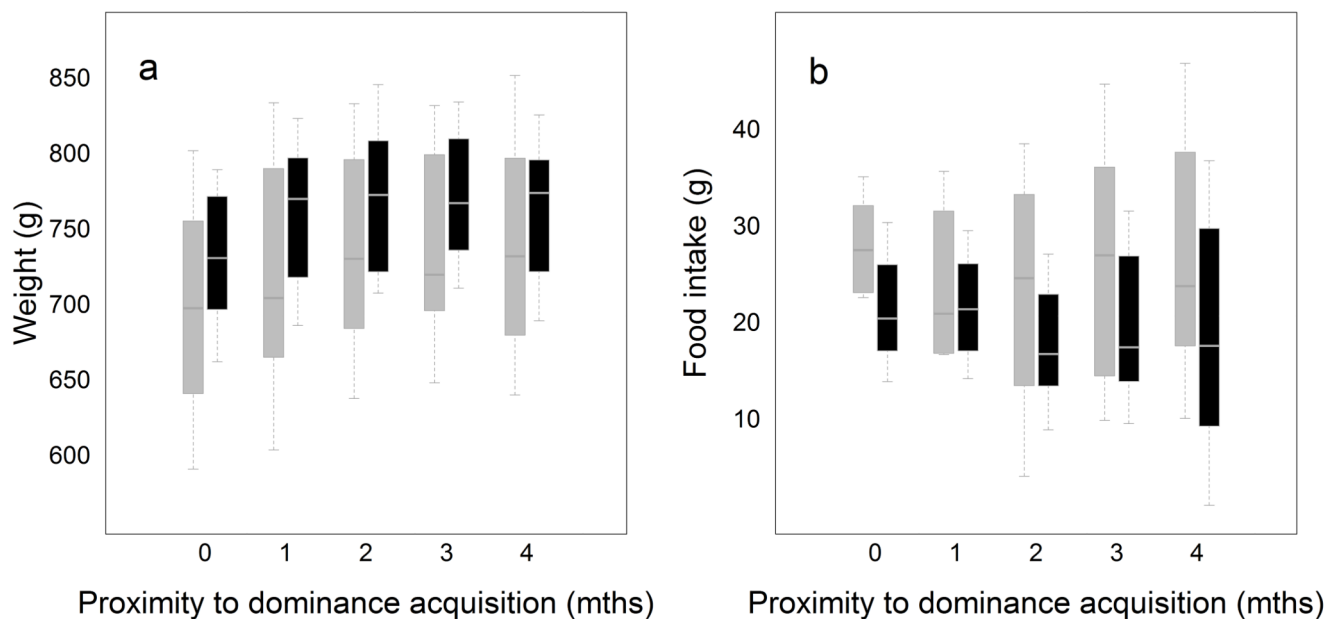 a
Weight (g)
850
800
750
700
650
600
0 1 2 3 4
Proximity to dominance acquisition (mths)
b
Food intake (g)
40
30
20
10
0 1 2 3 4
Proximity to dominance acquisition (mths)